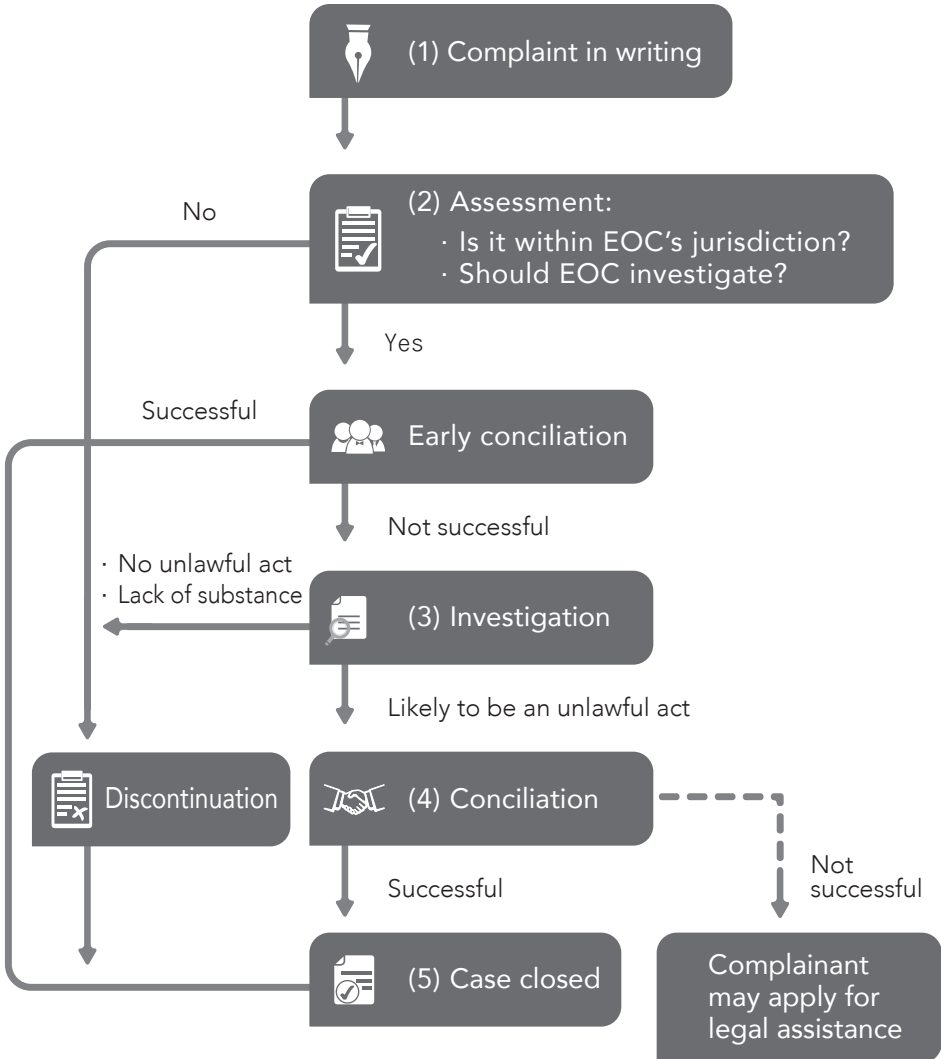 (1) Complaint in writing
No
(2) Assessment:
· Is it within EOC’s jurisdiction?
· Should EOC investigate?
Yes
Successful
Early conciliation
Not successful
· No unlawful act
· Lack of substance
(3) Investigation
Likely to be an unlawful act
Discontinuation
(4) Conciliation
Not
successful
Successful
(5) Case closed
Complainant
may apply for
legal assistance